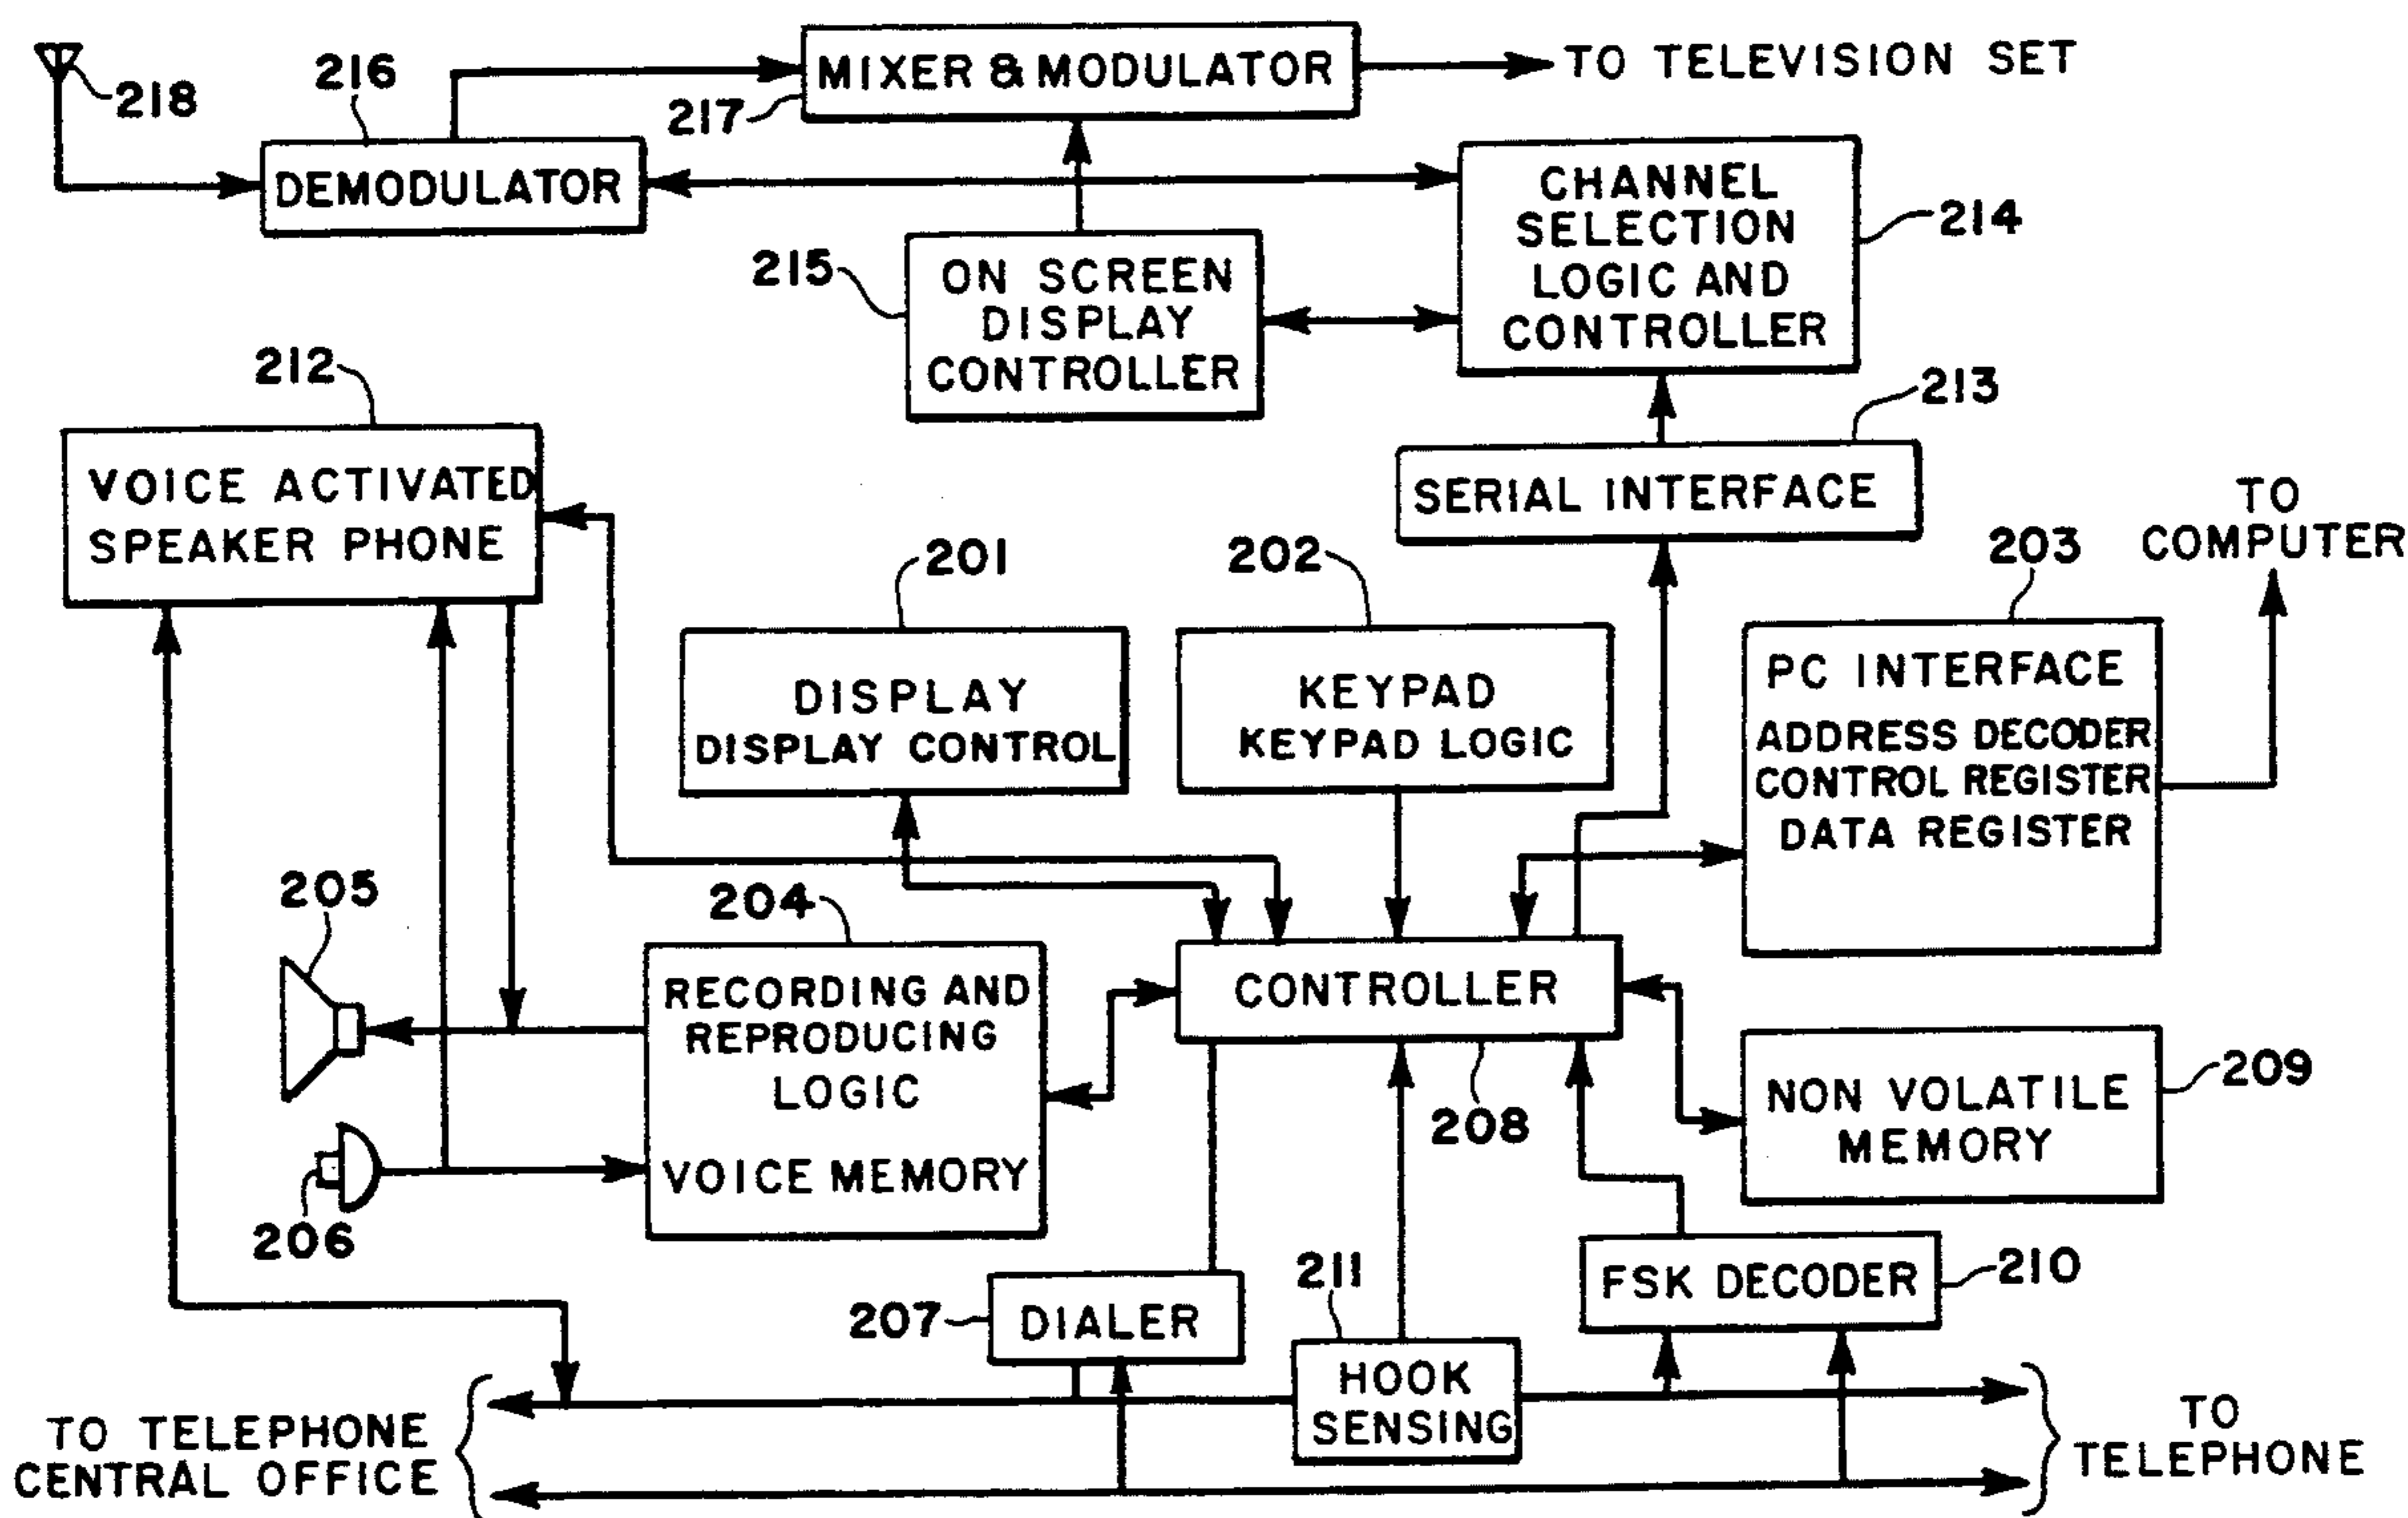 218
216
MIXER & MODULATOR
217
TO TELEVISION SET
DEMODULATOR
CHANNEL
SELECTION
LOGIC AND
CONTROLLER
214
215
ON SCREEN
DISPLAY
CONTROLLER
212
213
VOICE ACTIVATED
SPEAKER PHONE
SERIAL INTERFACE
TO
COMPUTER
201
202
203
DISPLAY
DISPLAY CONTROL
KEYPAD
KEYPAD LOGIC
PC INTERFACE
ADDRESS DECODER
CONTROL REGISTER
DATA REGISTER
205
204
RECORDING AND
REPRODUCING
LOGIC
VOICE MEMORY
CONTROLLER
208
NON VOLATILE
MEMORY
209
206
207
DIALER
211
HOOK
SENSING
FSK DECODER
210
TO TELEPHONE
CENTRAL OFFICE
TO
TELEPHONE